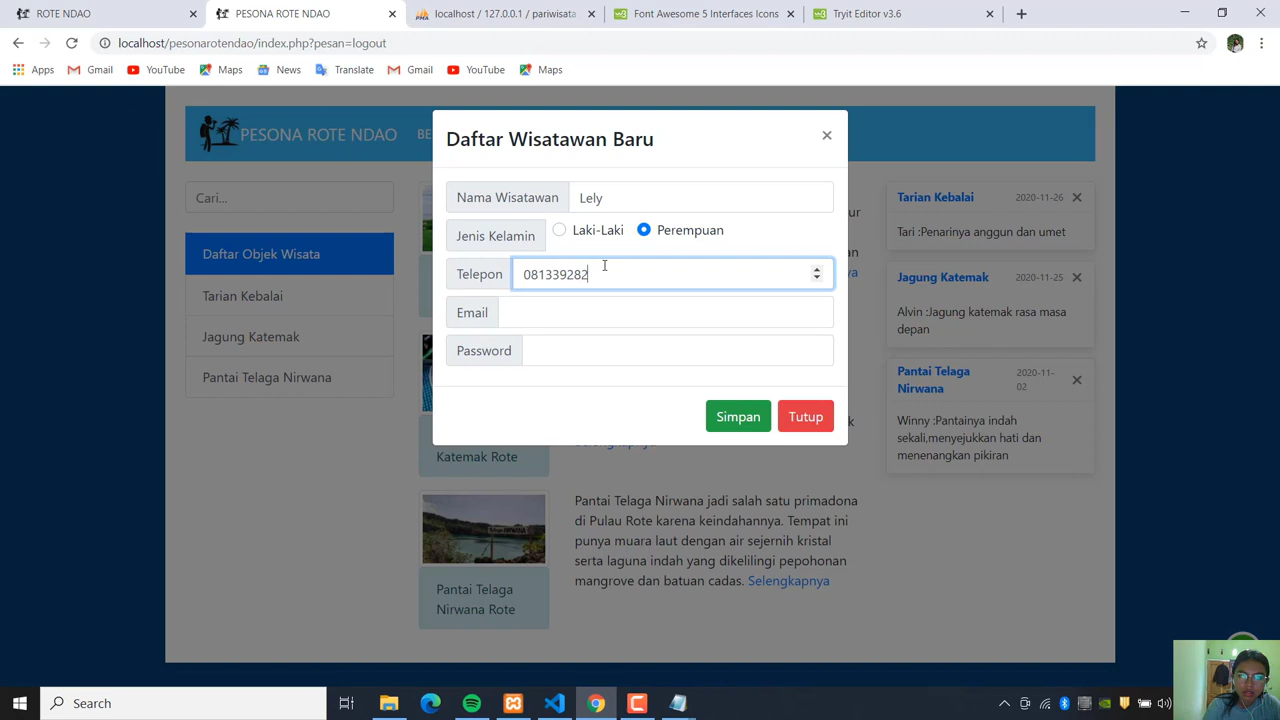 ROTE NDAO
PESONA ROTE NDAO
localhost / 127.0.0.1 / pariwisata
Font Awesome 5 Interfaces Icons
Tryit Editor v3.6
localhost/pesonarotendao/index.php?pesan=logout
Apps
Gmail
YouTube
Maps
News
Translate
Gmail
YouTube
Maps
PESONA ROTE NDAO
BE
Daftar Wisatawan Baru
×
Nama Wisatawan
Lely
Jenis Kelamin
Laki-Laki
Perempuan
Telepon
081339282
Email
Password
Simpan
Tutup
Cari...
Daftar Objek Wisata
Tarian Kebalai
Jagung Katemak
Pantai Telaga Nirwana
Katemak Rote
Selengkapnya
Pantai Telaga
Nirwana Rote
Pantai Telaga Nirwana jadi salah satu primadona
di Pulau Rote karena keindahannya. Tempat ini
punya muara laut dengan air sejernih kristal
serta laguna indah yang dikelilingi pepohonan
mangrove dan batuan cadas. Selengkapnya
ur
an
ya
k
Tarian Kebalai
2020-11-26
Tari :Penarinya anggun dan umet
Jagung Katemak
2020-11-25
Alvin :Jagung katemak rasa masa
depan
Pantai Telaga
Nirwana
2020-11-
02
Winny :Pantainya indah
sekali,menyejukkan hati dan
menenangkan pikiran
Search